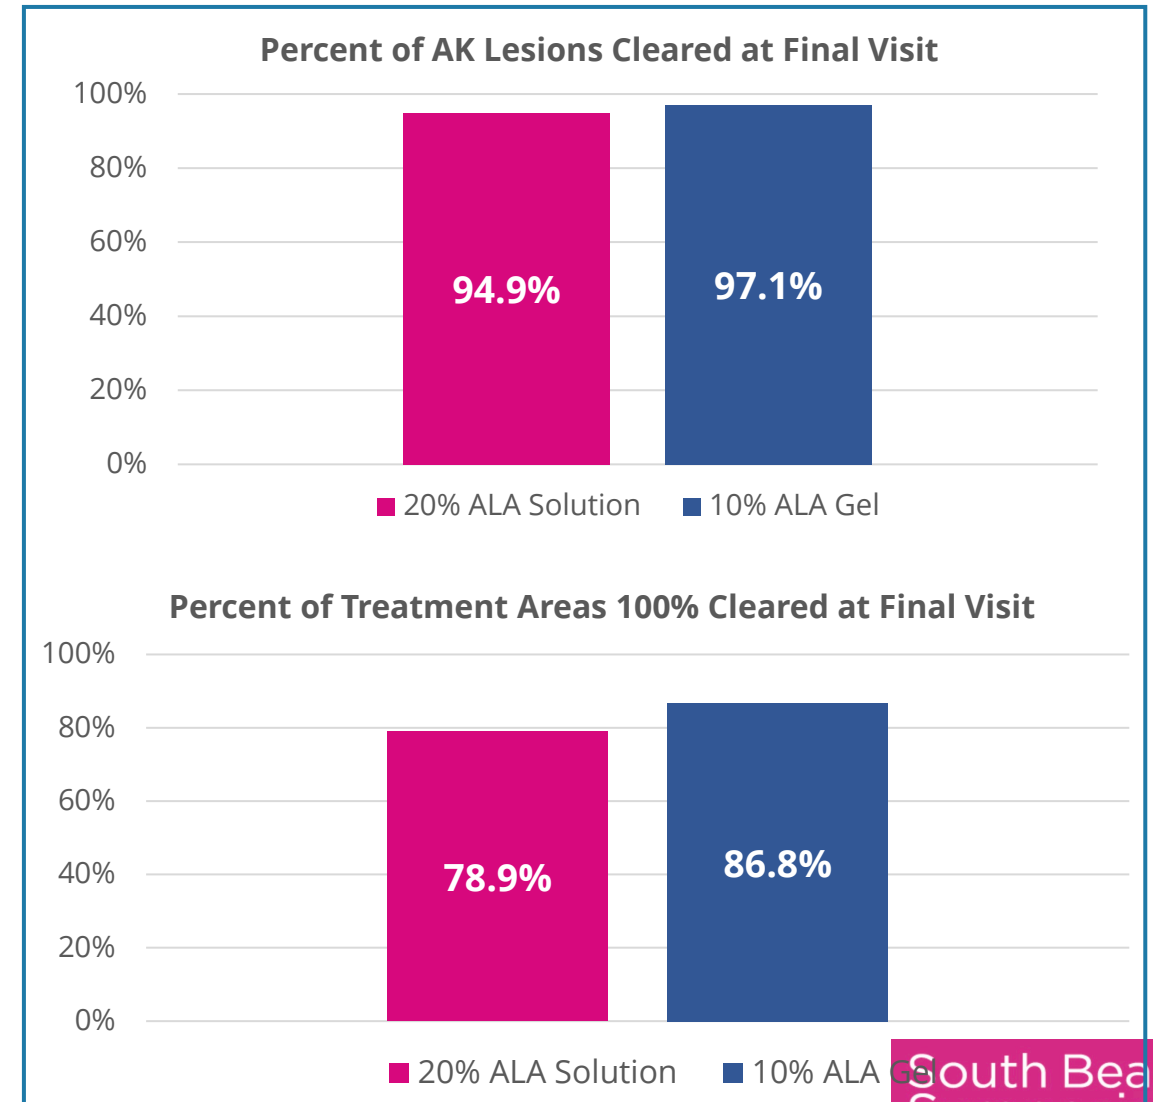 Percent of AK Lesions Cleared at Final Visit
100%
80%
60%
40%
20%
0%
94.9%
97.1%
20% ALA Solution
10% ALA Gel
Percent of Treatment Areas 100% Cleared at Final Visit
100%
80%
60%
40%
20%
0%
78.9%
86.8%
20% ALA Solution
10% ALA Gel
South Bea